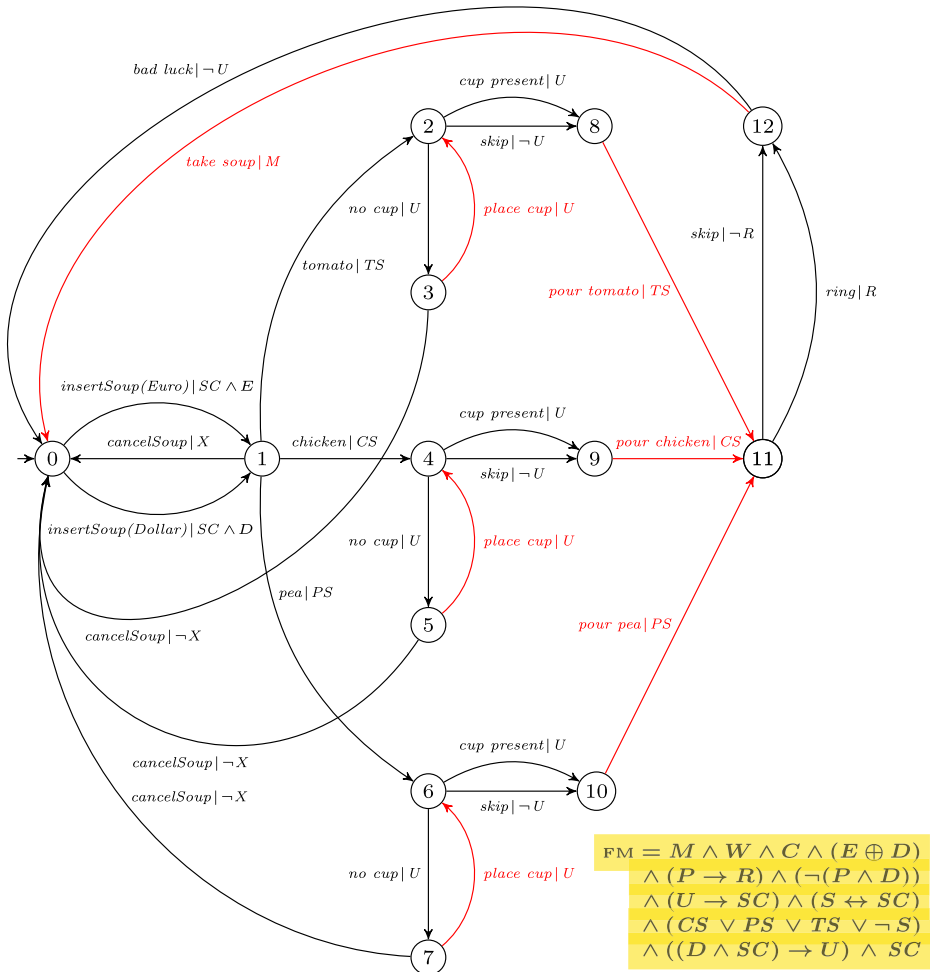 bad luck| ¬ U
take soup| M
cup present| U
skip| ¬ U
no cup| U
place cup| U
tomato| TS
pour tomato| TS
skip| ¬ R
ring| R
insertSoup(Euro)| SC ∧ E
cancelSoup| X
insertSoup(Dollar)| SC ∧ D
chicken| CS
cup present| U
skip| ¬ U
no cup| U
place cup| U
pour chicken| CS
pea| PS
pour pea| PS
cancelSoup| ¬ X
cancelSoup| ¬ X
cancelSoup| ¬ X
cup present| U
skip| ¬ U
no cup| U
place cup| U
0
1
2
3
4
5
6
7
8
9
10
11
12
FM = M ∧ W ∧ C ∧ (E ⊕ D)
∧ (P → R) ∧ (¬(P ∧ D))
∧ (U → SC) ∧ (S ↔ SC)
∧ (CS ∨ PS ∨ TS ∨ ¬ S)
∧ ((D ∧ SC) → U) ∧ SC